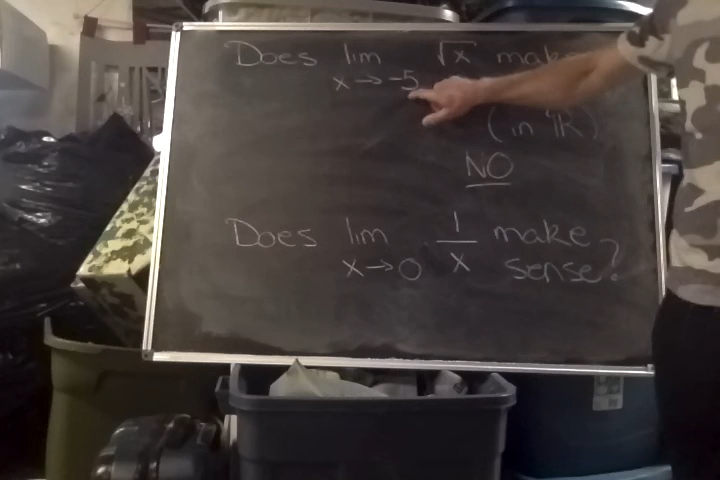 Does lim √x make
x→-5
(in ℝ)
NO
Does lim 1/x make
x→0 sense?